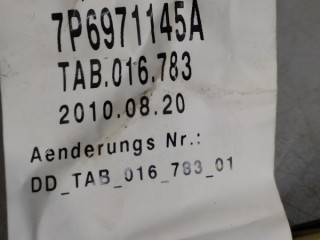 7P6971145A
TAB.016.783
2010.08.20
Aenderungs Nr.:
DD_TAB_016_783_01